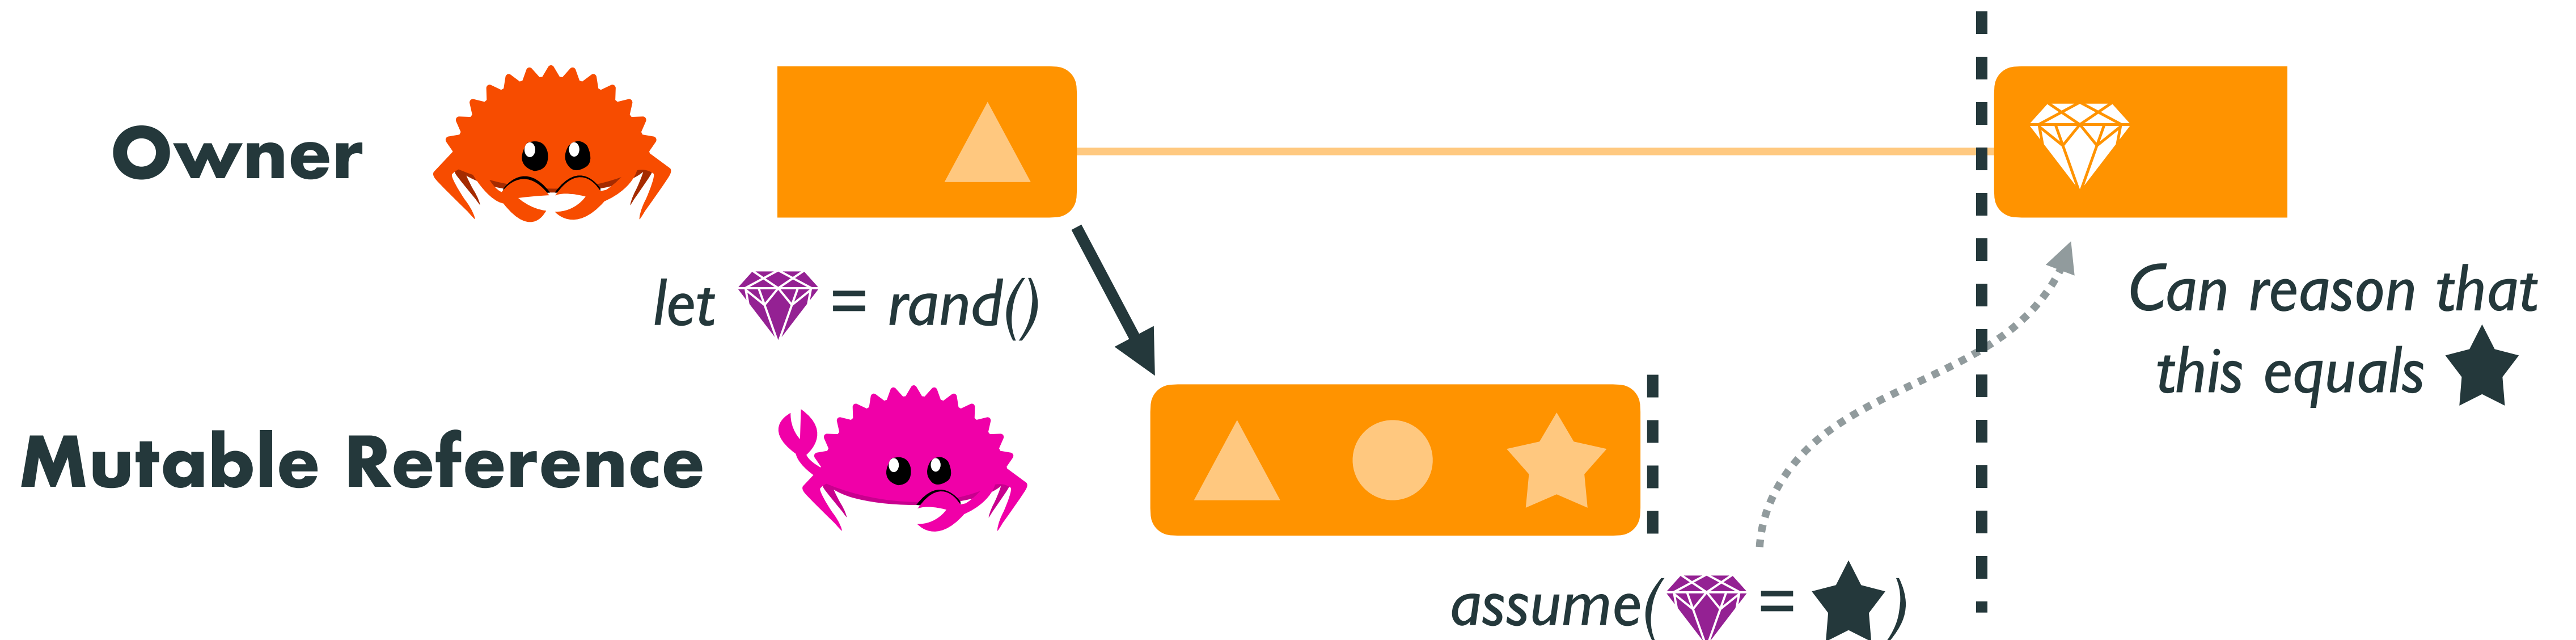 Owner
let = rand()
Can reason that
this equals
Mutable Reference
assume( = )